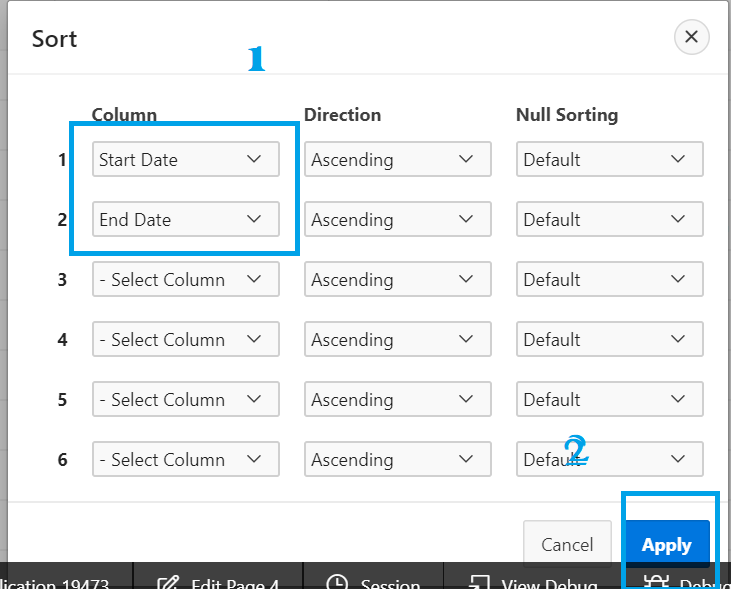 Sort
1
Column Direction Null Sorting
1 Start Date Ascending Default
2 End Date Ascending Default
3 - Select Column Ascending Default
4 - Select Column Ascending Default
5 - Select Column Ascending Default
6 - Select Column Ascending Default
2
Cancel Apply
19473 Edit Page 4 Session View Debug